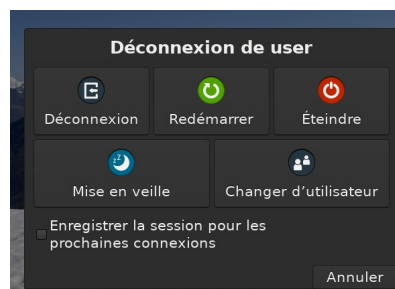 Déconnexion de user
Déconnexion Redémarrer Éteindre
Mise en veille Changer d’utilisateur
Enregistrer la session pour les
prochaines connexions
Annuler